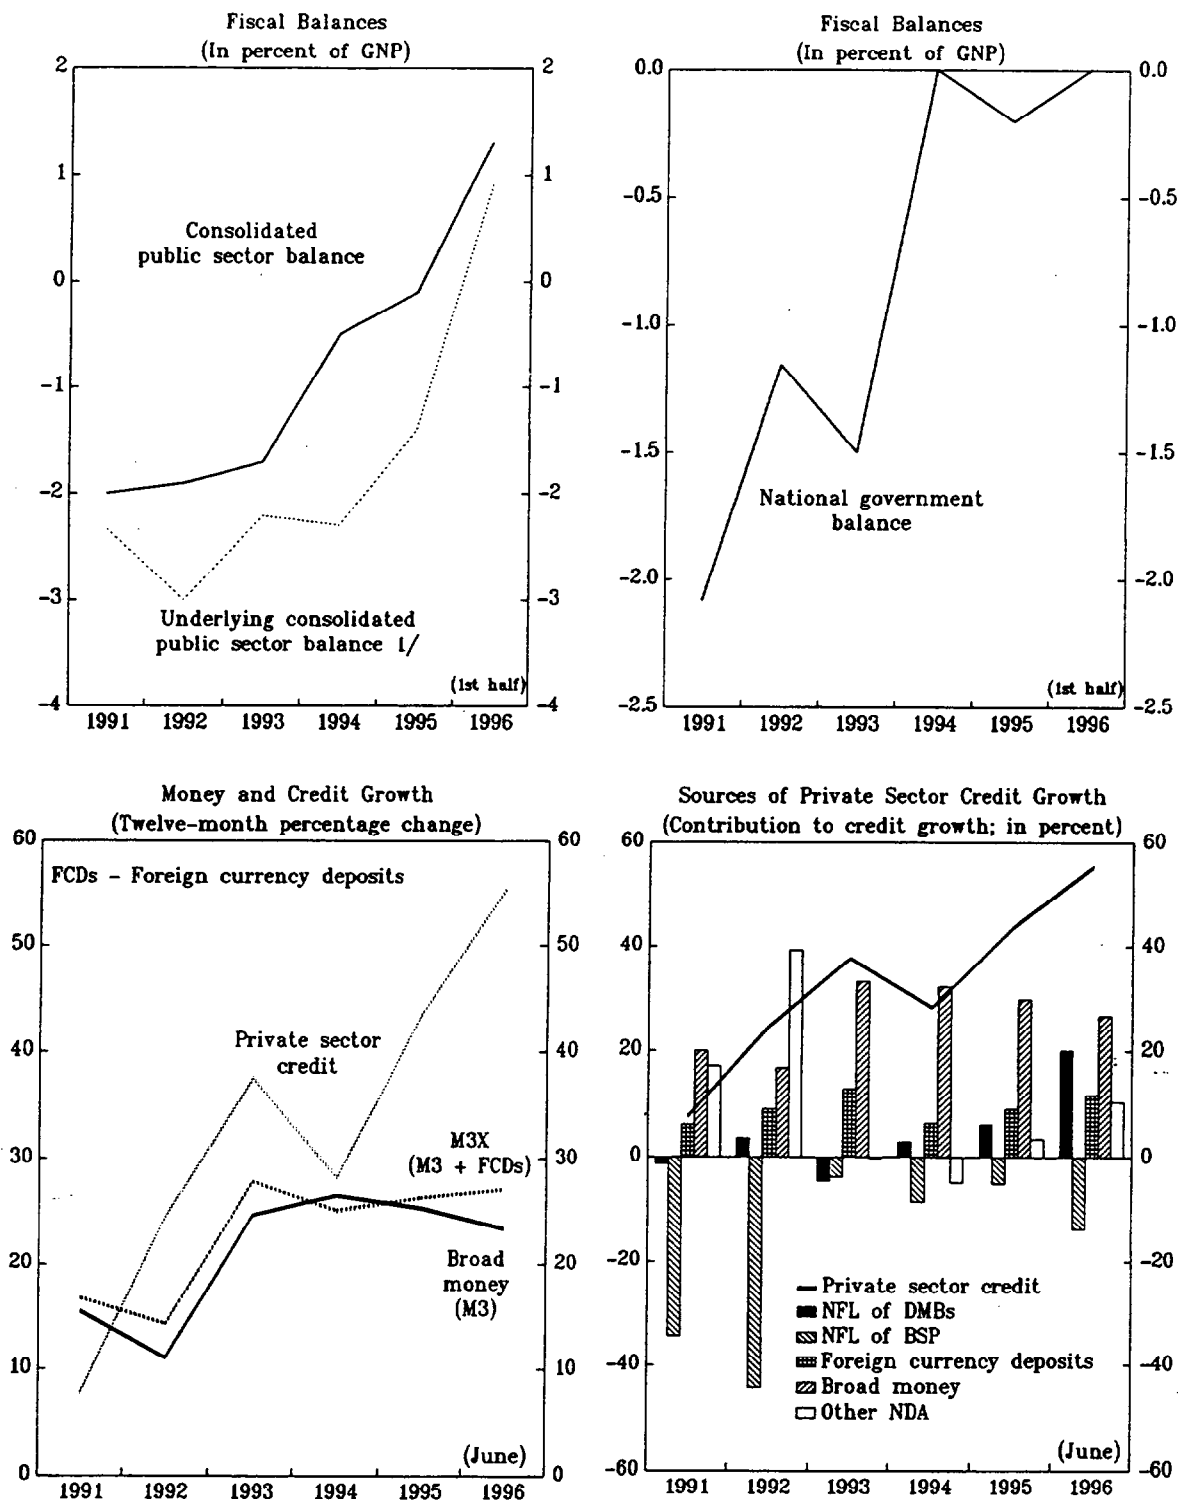 Fiscal Balances
(In percent of GNP)
2
1
0
-1
-2
-3
-4
2
1
0
-1
-2
-3
-4
Consolidated
public sector balance
Underlying consolidated
public sector balance 1/
(1st half)
1991 1992 1993 1994 1995 1996
Fiscal Balances
(In percent of GNP)
0.0
-0.5
-1.0
-1.5
-2.0
-2.5
0.0
-0.5
-1.0
-1.5
-2.0
-2.5
National government
balance
(1st half)
1991 1992 1993 1994 1995 1996
Money and Credit Growth
(Twelve-month percentage change)
60
50
40
30
20
10
0
60
50
40
30
20
10
0
FCDs - Foreign currency deposits
Private sector
credit
M3X
(M3 + FCDs)
Broad
money
(M3)
(June)
1991 1992 1993 1994 1995 1996
Sources of Private Sector Credit Growth
(Contribution to credit growth; in percent)
60
40
20
0
-20
-40
-60
60
40
20
0
-20
-40
-60
Private sector credit
NFL of DMBs
NFL of BSP
Foreign currency deposits
Broad money
Other NDA
(June)
1991 1992 1993 1994 1995 1996